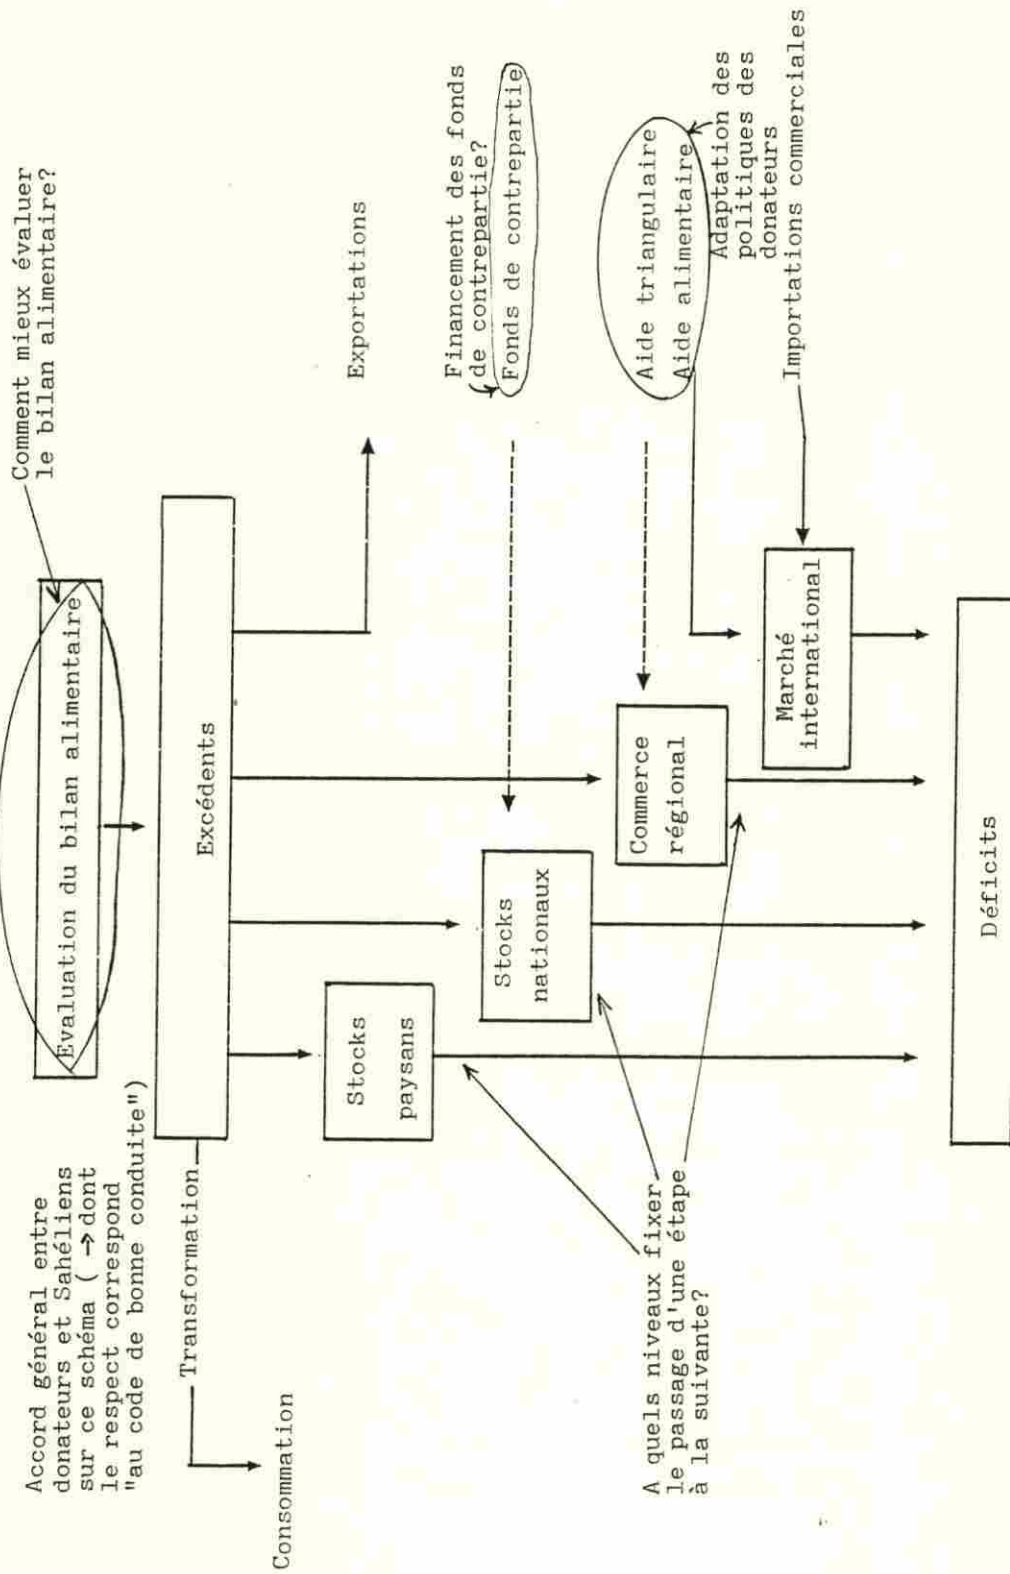 Accord général entre
donateurs et Sahéliens
sur ce schéma ( → dont
le respect correspond
"au code de bonne conduite")
Evaluation du bilan alimentaire
Comment mieux évaluer
le bilan alimentaire?
Transformation
Consommation
Excédents
Exportations
Stocks
paysans
Stocks
nationaux
Commerce
régional
Marché
international
Financement des fonds
de contrepartie?
Fonds de contrepartie
Aide triangulaire
Aide alimentaire
Adaptation des
politiques des
donateurs
Importations commerciales
A quels niveaux fixer
le passage d'une étape
à la suivante?
Déficits